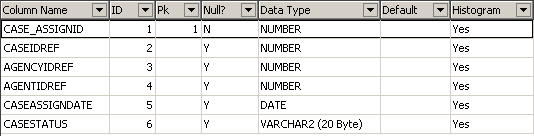 Column Name ID Pk Null? Data Type Default Histogram
CASE_ASSIGNID 1 1 N NUMBER Yes
CASEIDREF 2 Y NUMBER Yes
AGENCYIDREF 3 Y NUMBER Yes
AGENTIDREF 4 Y NUMBER Yes
CASEASSIGNDATE 5 Y DATE Yes
CASESTATUS 6 Y VARCHAR2 (20 Byte) Yes